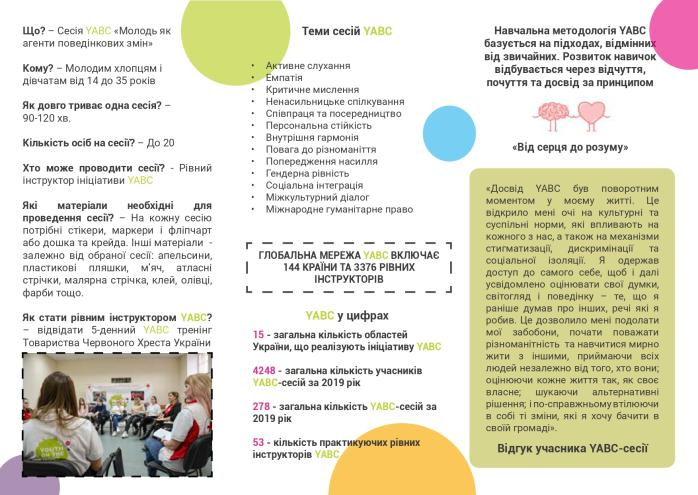 Що? – Сесія YABC «Молодь як
агенти поведінкових змін»
Кому? – Молодим хлопцям і
дівчатам від 14 до 35 років
Як довго триває одна сесія? –
90-120 хв.
Кількість осіб на сесії? – До 20
Хто може проводити сесії? - Рівний
інструктор ініціативи YABC
Які матеріали необхідні для
проведення сесії? – На кожну сесію
потрібні стікери, маркери і фліпчарт
або дошка та крейда. Інші матеріали -
залежно від обраної сесії: апельсини,
пластикові пляшки, м'яч, атласні
стрічки, малярна стрічка, клей, олівці,
фарби тощо.
Як стати рівним інструктором YABC?
– відвідати 5-денний YABC тренінг
Товариства Червоного Хреста України
YOUTH
ON THE
Теми сесій YABC
• Активне слухання
• Емпатія
• Критичне мислення
• Ненасильницьке спілкування
• Співпраця та посередництво
• Персональна стійкість
• Внутрішня гармонія
• Повага до різноманіття
• Попередження насилля
• Гендерна рівність
• Соціальна інтеграція
• Міжкультурний діалог
• Міжнародне гуманітарне право
ГЛОБАЛЬНА МЕРЕЖА YABC ВКЛЮЧАЄ
144 КРАЇНИ ТА 3376 РІВНИХ
ІНСТРУКТОРІВ
YABC у цифрах
15 - загальна кількість областей
України, що реалізують ініціативу YABC
4248 - загальна кількість учасників
YABC-сесій за 2019 рік
278 - загальна кількість YABC-сесій за
2019 рік
53 - кількість практикуючих рівних
інструкторів YABC
Навчальна методологія YABC
базується на підходах, відмінних
від звичайних. Розвиток навичок
відбувається через відчуття,
почуття та досвід за принципом
«Від серця до розуму»
«Досвід YABC був поворотним
моментом у моєму житті. Це
відкрило мені очі на культурні та
суспільні норми, які впливають на
кожного з нас, а також на механізми
стигматизації, дискримінації та
соціальної ізоляції. Я одержав
доступ до самого себе, щоб і далі
усвідомлено оцінювати свої думки,
світогляд і поведінку – те, що я
раніше думав про інших, речі які я
робив. Це дозволило мені подолати
мої забобони, почати поважати
різноманітність та навчитися мирно
жити з іншими, приймаючи всіх
людей незалежно від того, хто вони;
оцінюючи кожне життя так, як своє
власне; шукаючи альтернативні
рішення; і по-справжньому втілюючи
в собі ті зміни, які я хочу бачити в
своїй громаді».
Відгук учасника YABC-сесії